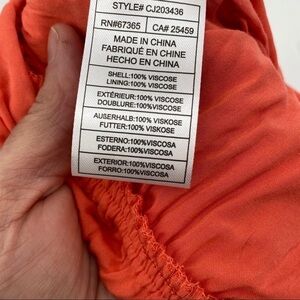 STYLE# CJ203436
RN#67365 CA# 25459
MADE IN CHINA
FABRIQUÉ EN CHINE
HECHO EN CHINA
SHELL:100% VISCOSE
LINING:100% VISCOSE
EXTÉRIEUR:100% VISCOSE
DOUBLURE:100% VISCOSE
AUSERHALB:100% VISKOSE
FUTTER:100% VISKOSE
ESTERNO:100%VISCOSA
FODERA:100%VISCOSA
EXTERIOR:100%VISCOSA
FORRO:100%VISCOSA